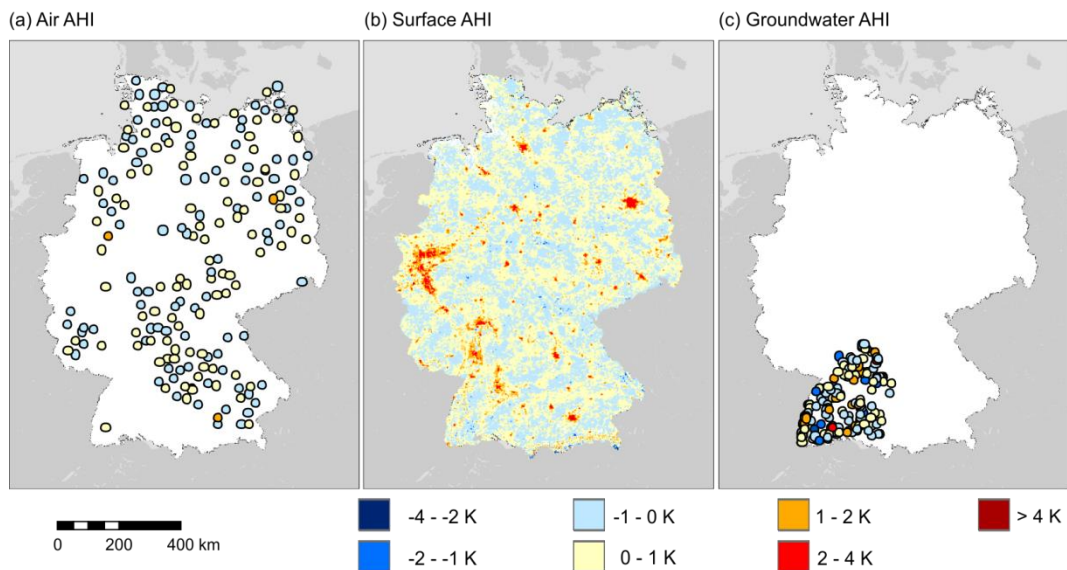 (a) Air AHI
(b) Surface AHI
(c) Groundwater AHI
-4 - -2 K
-1 - 0 K
1 - 2 K
> 4 K
-2 - -1 K
0 - 1 K
2 - 4 K
0 200 400 km